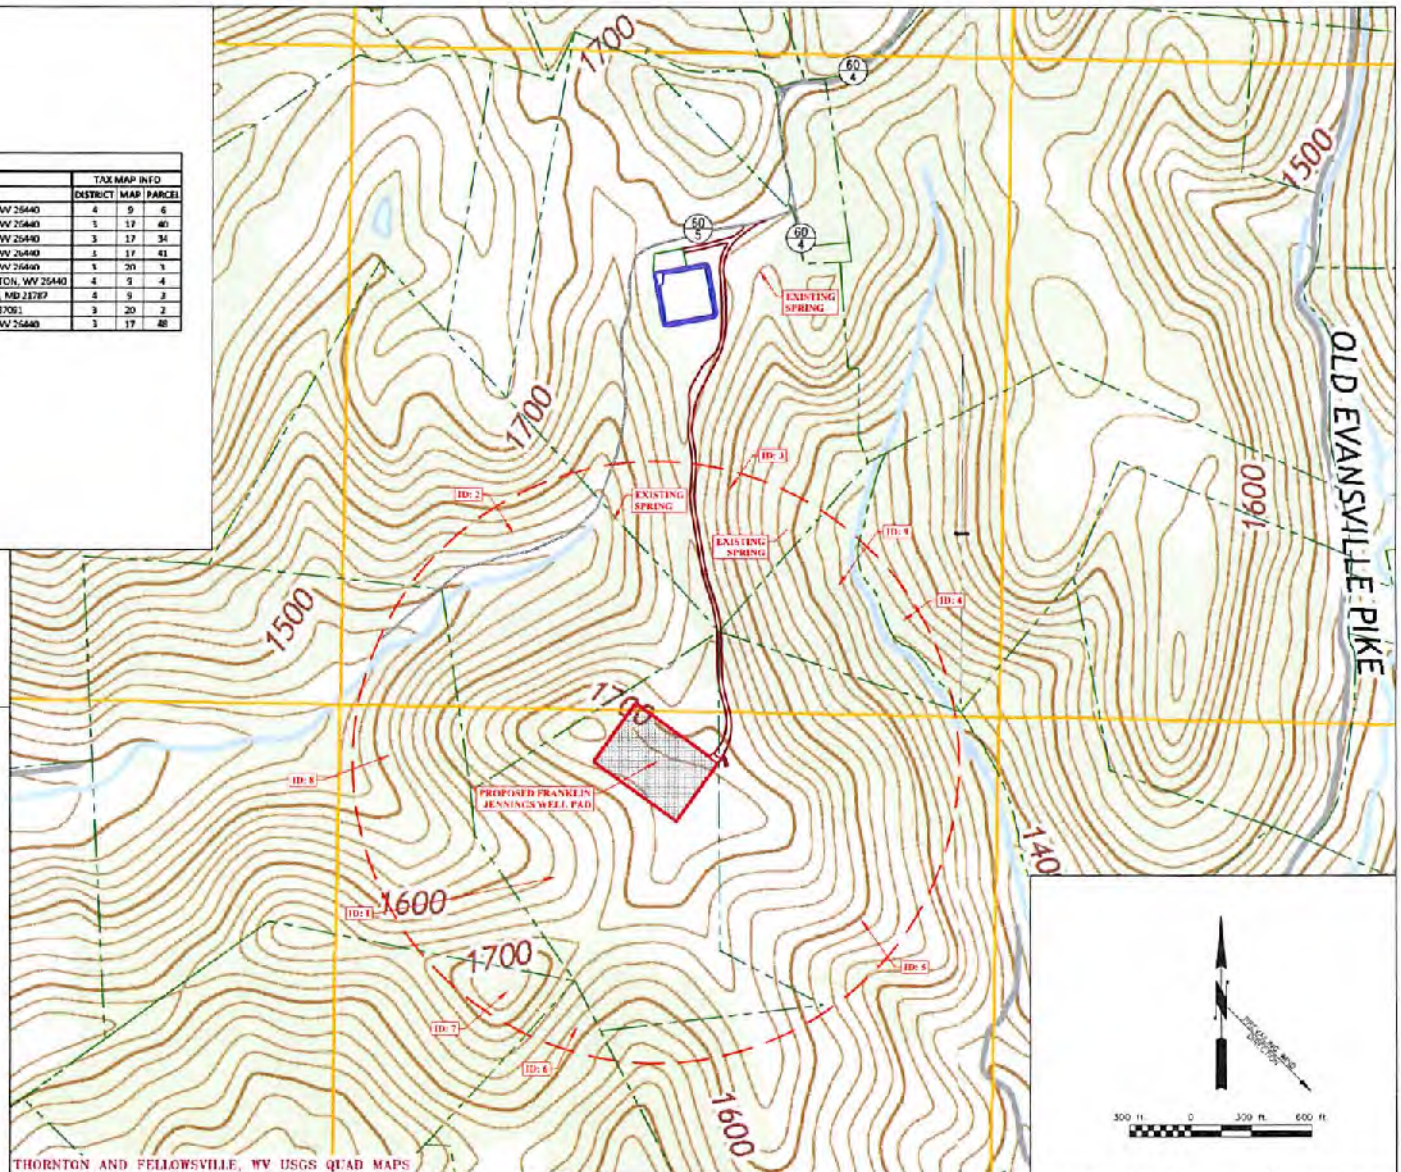 TAX MAP INFO
DISTRICT MAP PARCEL
WV 26440 4 9 6
WV 26440 3 17 40
WV 26440 3 17 34
WV 26440 3 17 41
WV 26440 3 20 3
TON, WV 26440 4 9 4
, MD 21787 4 9 3
37091 3 20 2
WV 26440 3 17 48
1700
60
4
1500
60
5
60
4
EXISTING
SPRING
OLD EVANSVILLE PIKE
1700
ID: 3
ID: 2
EXISTING
SPRING
1600
EXISTING
SPRING
ID: 9
ID: 4
1500
1700
ID: 8
PROPOSED FRANKLIN
JENNINGS WELL PAD
140
ID: 1
1600
1700
ID: 5
ID: 7
ID: 6
1600
PREVAILING WIND
DIRECTION
300 ft. 0 300 ft. 600 ft.
THORNTON AND FELLOWSVILLE, WV USGS QUAD MAPS